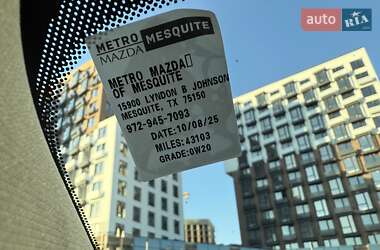 auto RIA
METRO MESQUITE
MAZDA
METRO MAZDA
OF MESQUITE
15900 LYNDON B JOHNSON
MESQUITE, TX 75150
972-945-7093
DATE:10/08/25
MILES:43103
GRADE:0W20